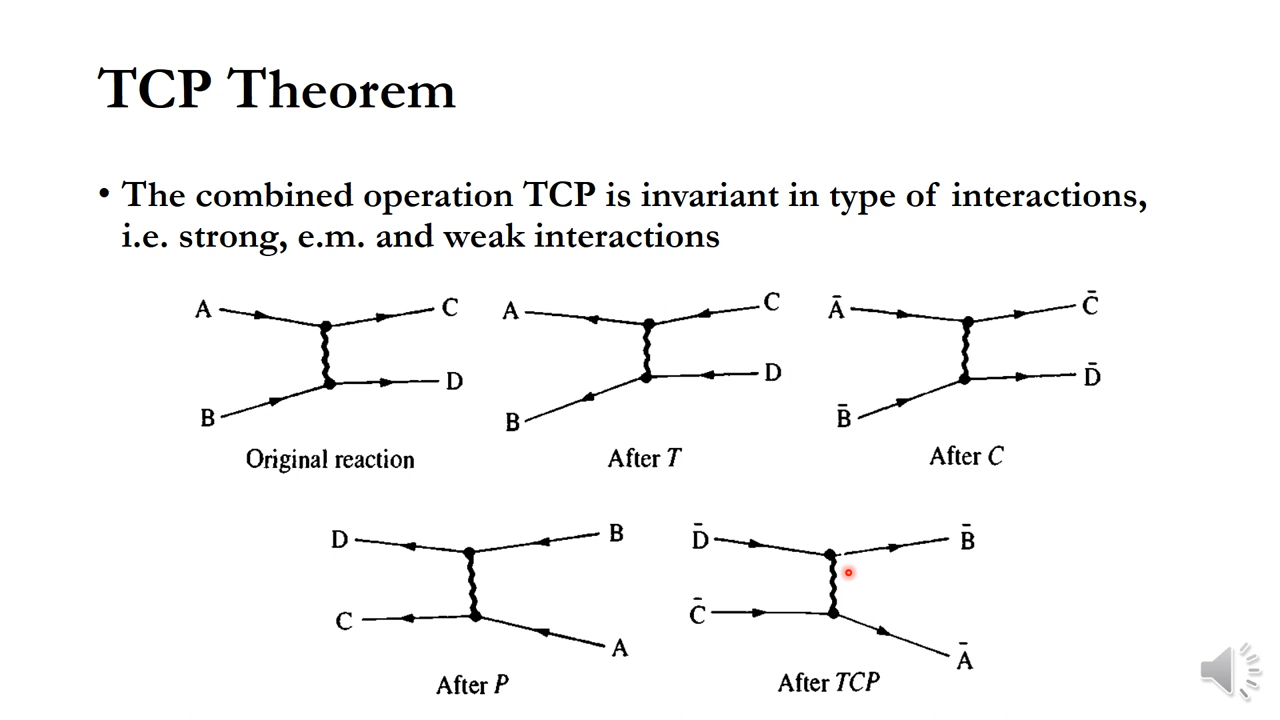 TCP Theorem
• The combined operation TCP is invariant in type of interactions,
i.e. strong, e.m. and weak interactions
A
C
B
D
Original reaction
A
C
B
D
After T
Ā
C̄
B̄
D̄
After C
D
B
C
A
After P
D̄
B̄
C̄
Ā
After TCP